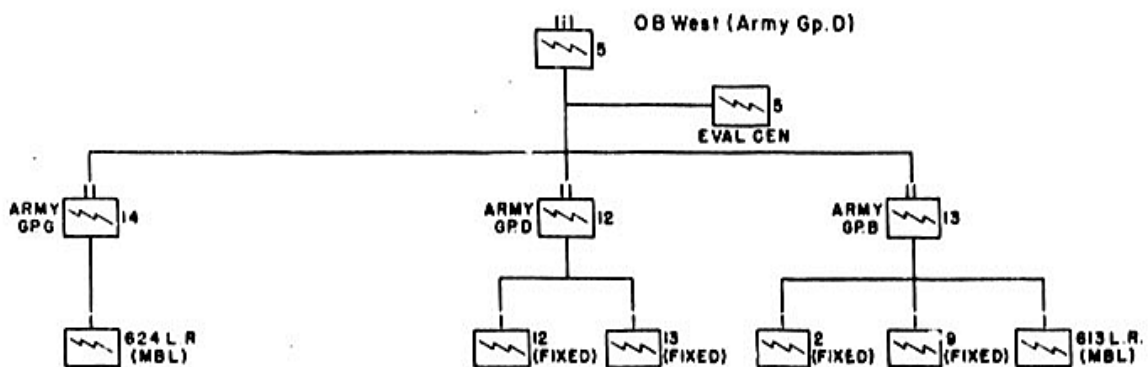 OB West (Army Gp.D)
5
5
EVAL CEN
ARMY
GP.G
14
ARMY
GP.D
12
ARMY
GP.B
13
624 L.R
(MBL)
12
(FIXED)
13
(FIXED)
2
(FIXED)
9
(FIXED)
613 L.R.
(MBL)